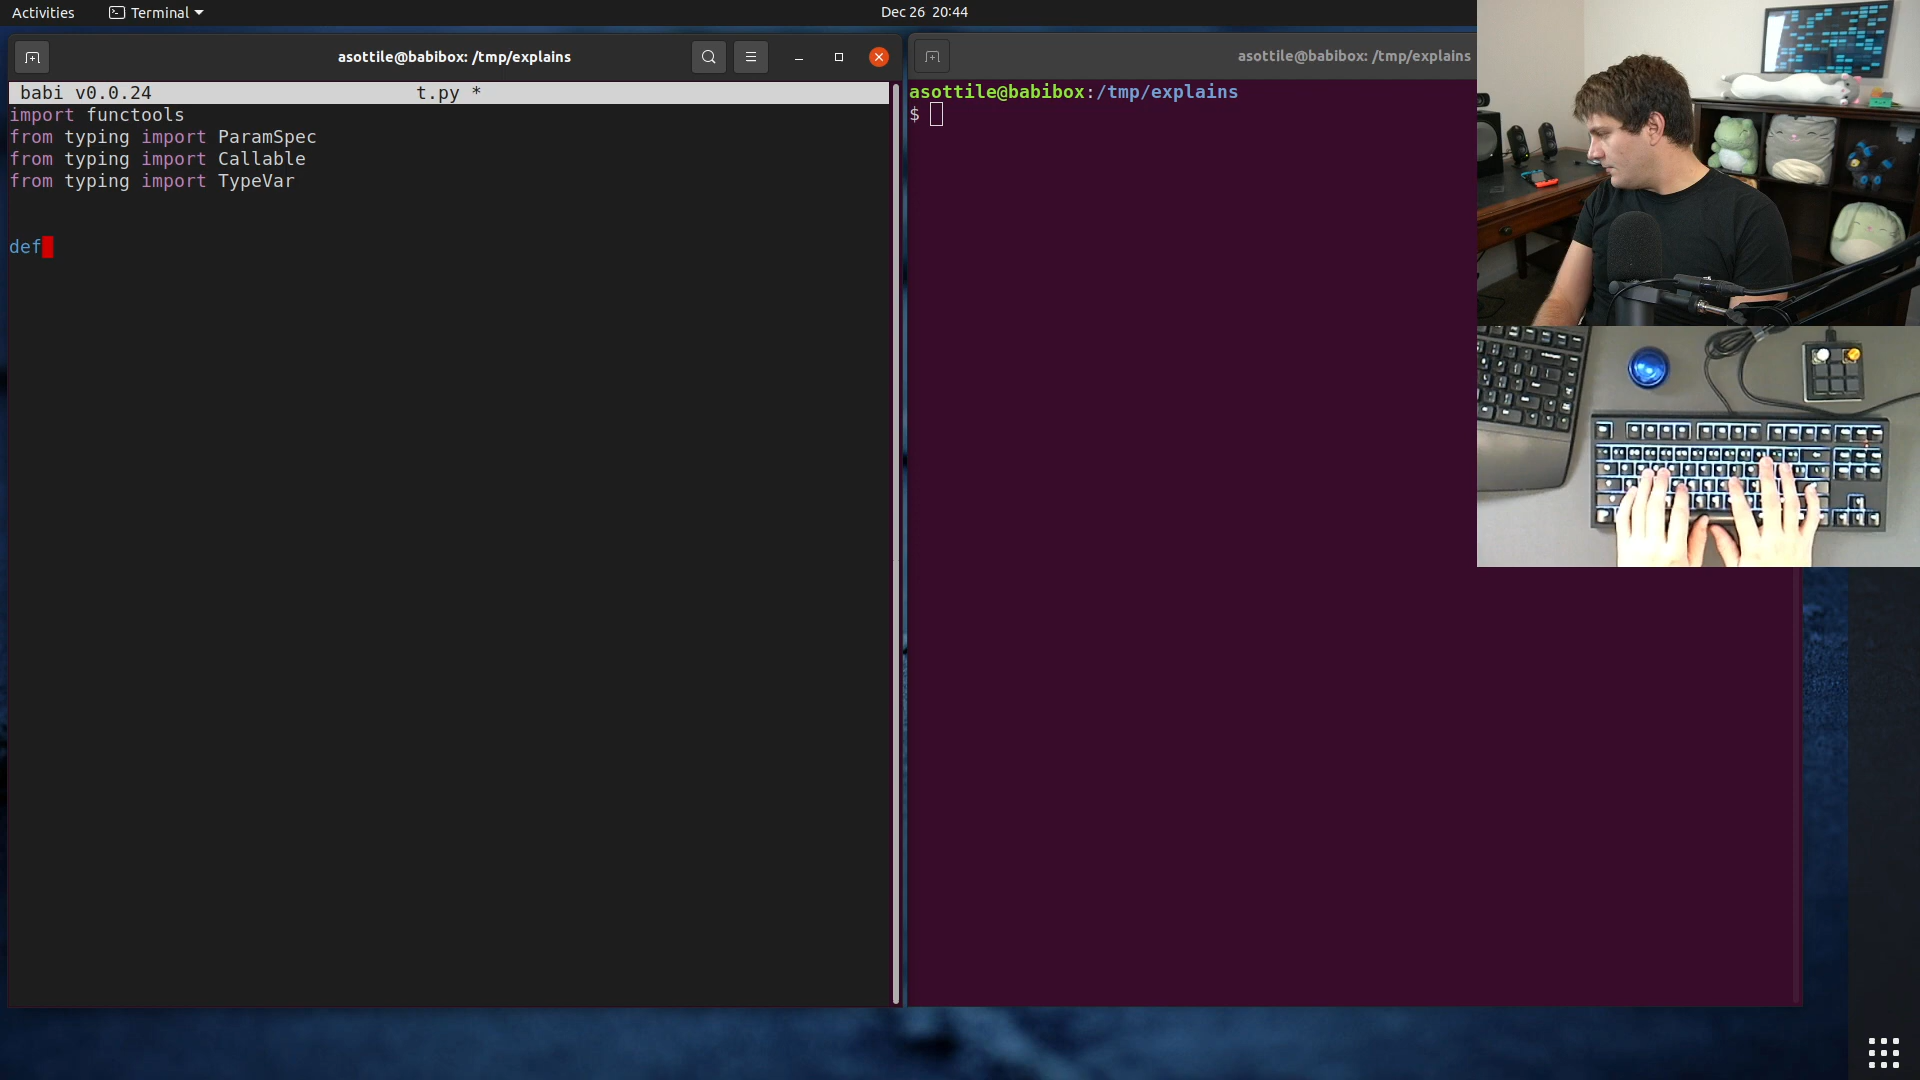 Activities
Terminal
Dec 26 20:44
asottile@babibox: /tmp/explains
babi v0.0.24 t.py *
import functools
from typing import ParamSpec
from typing import Callable
from typing import TypeVar
def
asottile@babibox: /tmp/explains
asottile@babibox:/tmp/explains
$